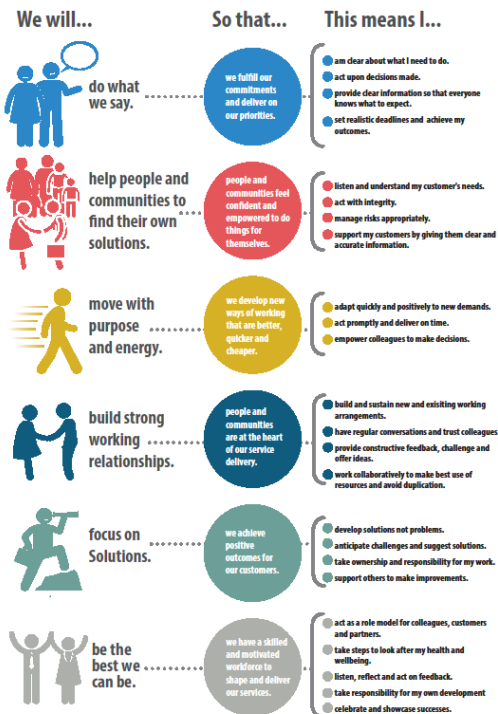 We will...
So that...
This means I...
do what
we say.
we fulfill our
commitments
and deliver on
our priorities.
am clear about what I need to do.
act upon decisions made.
provide clear information so that everyone
knows what to expect.
set realistic deadlines and achieve my
outcomes.
help people and
communities to
find their own
solutions.
people and
communities feel
confident and
empowered to do
things for
themselves.
listen and understand my customer's needs.
act with integrity.
manage risks appropriately.
support my customers by giving them clear and
accurate information.
move with
purpose
and energy.
we develop new
ways of working
that are better,
quicker and
cheaper.
adapt quickly and positively to new demands.
act promptly and deliver on time.
empower colleagues to make decisions.
build strong
working
relationships.
people and
communities
are at the heart
of our service
delivery.
build and sustain new and exisiting working
arrangements.
have regular conversations and trust colleagues
provide constructive feedback, challenge and
offer ideas.
work collaboratively to make best use of
resources and avoid duplication.
focus on
Solutions.
we achieve
positive
outcomes for
our customers.
develop solutions not problems.
anticipate challenges and suggest solutions.
take ownership and responsibility for my work.
support others to make improvements.
be the
best we
can be.
we have a skilled
and motivated
workforce to
shape and deliver
our services.
act as a role model for colleagues, customers
and partners.
take steps to look after my health and
wellbeing.
listen, reflect and act on feedback.
take responsibility for my own development
celebrate and showcase successes.